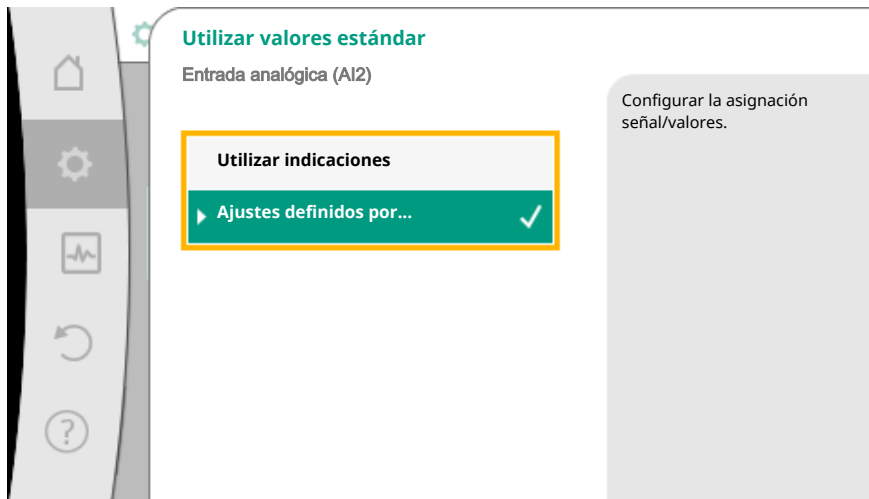 Utilizar valores estándar
Entrada analógica (AI2)
Utilizar indicaciones
Ajustes definidos por...
Configurar la asignación
señal/valores.
?